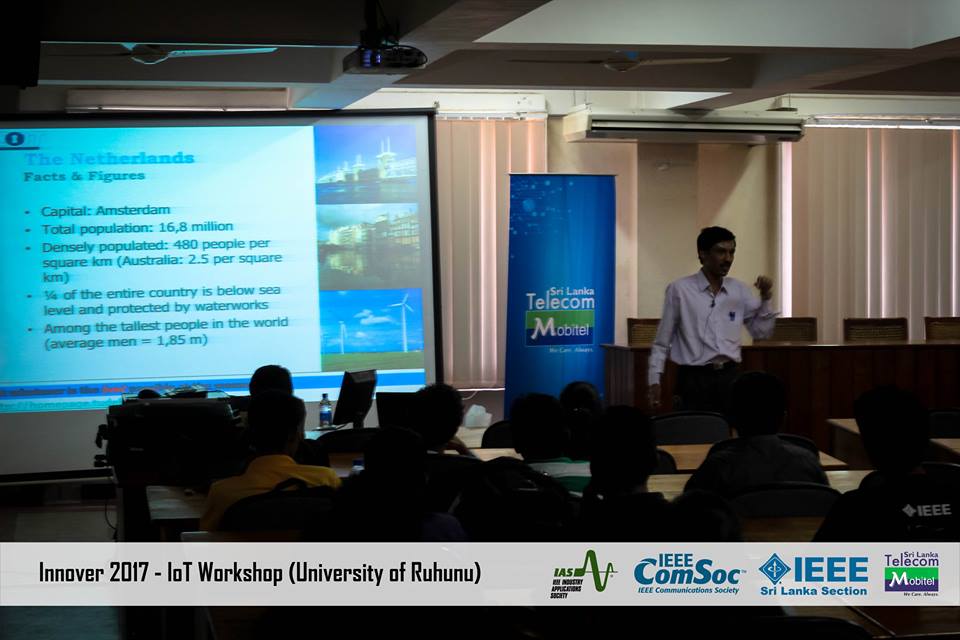 The Netherlands
Facts & Figures
• Capital: Amsterdam
• Total population: 16,8 million
• Densely populated: 480 people per
square km (Australia: 2.5 per square
km)
• ¼ of the entire country is below sea
level and protected by waterworks
• Among the tallest people in the world
(average men = 1,85 m)
Sri Lanka
Telecom
Mobitel
We Care. Always.
IEEE
Innover 2017 - IoT Workshop (University of Ruhunu)
IAS
IEEE INDUSTRY
APPLICATIONS
SOCIETY
IEEE
ComSoc™
IEEE Communications Society
IEEE
Sri Lanka Section
Sri Lanka
Telecom
Mobitel
We Care. Always.